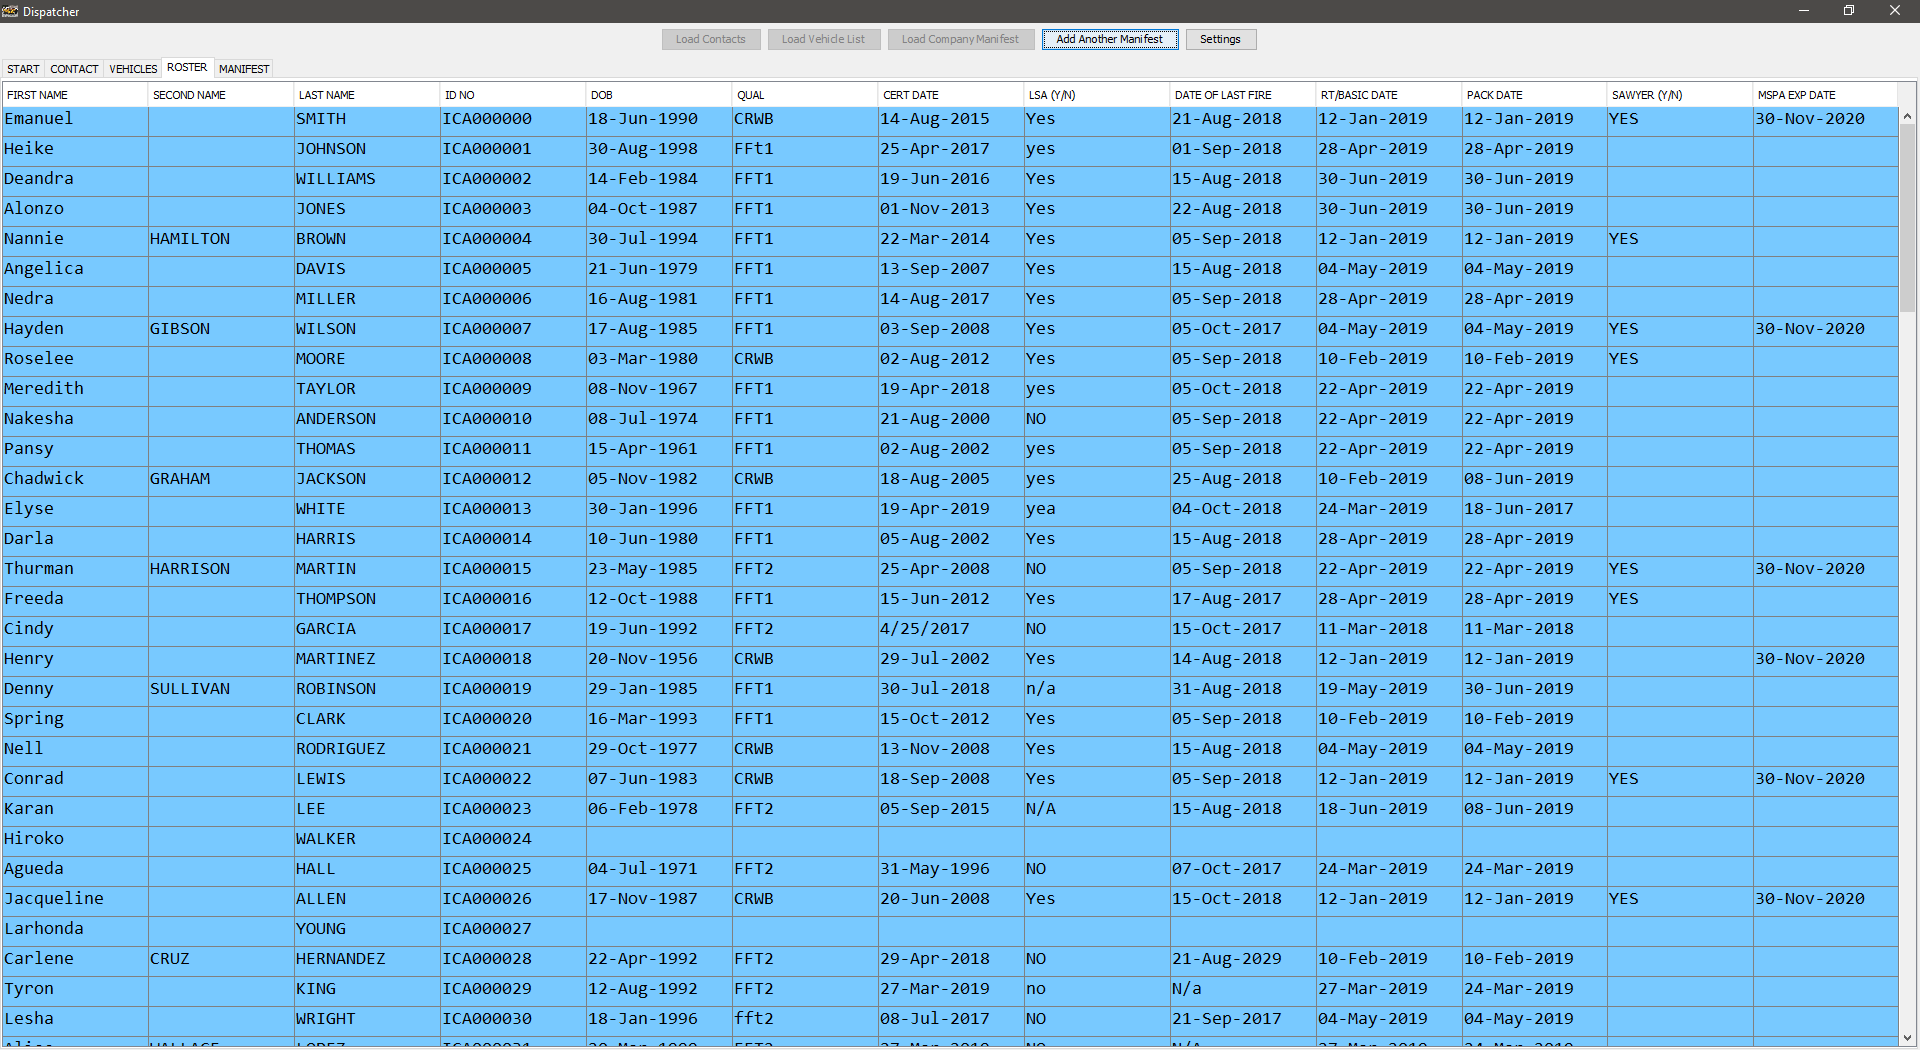 Dispatcher
Load Contacts Load Vehicle List Load Company Manifest Add Another Manifest Settings
START CONTACT VEHICLES ROSTER MANIFEST
FIRST NAME SECOND NAME LAST NAME ID NO DOB QUAL CERT DATE LSA (Y/N) DATE OF LAST FIRE RT/BASIC DATE PACK DATE SAWYER (Y/N) MSPA EXP DATE
Emanuel SMITH ICA000000 18-Jun-1990 CRWB 14-Aug-2015 Yes 21-Aug-2018 12-Jan-2019 12-Jan-2019 YES 30-Nov-2020
Heike JOHNSON ICA000001 30-Aug-1998 FFt1 25-Apr-2017 yes 01-Sep-2018 28-Apr-2019 28-Apr-2019
Deandra WILLIAMS ICA000002 14-Feb-1984 FFT1 19-Jun-2016 Yes 15-Aug-2018 30-Jun-2019 30-Jun-2019
Alonzo JONES ICA000003 04-Oct-1987 FFT1 01-Nov-2013 Yes 22-Aug-2018 30-Jun-2019 30-Jun-2019
Nannie HAMILTON BROWN ICA000004 30-Jul-1994 FFT1 22-Mar-2014 Yes 05-Sep-2018 12-Jan-2019 12-Jan-2019 YES
Angelica DAVIS ICA000005 21-Jun-1979 FFT1 13-Sep-2007 Yes 15-Aug-2018 04-May-2019 04-May-2019
Nedra MILLER ICA000006 16-Aug-1981 FFT1 14-Aug-2017 Yes 05-Sep-2018 28-Apr-2019 28-Apr-2019
Hayden GIBSON WILSON ICA000007 17-Aug-1985 FFT1 03-Sep-2008 Yes 05-Oct-2017 04-May-2019 04-May-2019 YES 30-Nov-2020
Roselee MOORE ICA000008 03-Mar-1980 CRWB 02-Aug-2012 Yes 05-Sep-2018 10-Feb-2019 10-Feb-2019 YES
Meredith TAYLOR ICA000009 08-Nov-1967 FFT1 19-Apr-2018 yes 05-Oct-2018 22-Apr-2019 22-Apr-2019
Nakesha ANDERSON ICA000010 08-Jul-1974 FFT1 21-Aug-2000 NO 05-Sep-2018 22-Apr-2019 22-Apr-2019
Pansy THOMAS ICA000011 15-Apr-1961 FFT1 02-Aug-2002 yes 05-Sep-2018 22-Apr-2019 22-Apr-2019
Chadwick GRAHAM JACKSON ICA000012 05-Nov-1982 CRWB 18-Aug-2005 yes 25-Aug-2018 10-Feb-2019 08-Jun-2019
Elyse WHITE ICA000013 30-Jan-1996 FFT1 19-Apr-2019 yea 04-Oct-2018 24-Mar-2019 18-Jun-2017
Darla HARRIS ICA000014 10-Jun-1980 FFT1 05-Aug-2002 Yes 15-Aug-2018 28-Apr-2019 28-Apr-2019
Thurman HARRISON MARTIN ICA000015 23-May-1985 FFT2 25-Apr-2008 NO 05-Sep-2018 22-Apr-2019 22-Apr-2019 YES 30-Nov-2020
Freeda THOMPSON ICA000016 12-Oct-1988 FFT1 15-Jun-2012 Yes 17-Aug-2017 28-Apr-2019 28-Apr-2019 YES
Cindy GARCIA ICA000017 19-Jun-1992 FFT2 4/25/2017 NO 15-Oct-2017 11-Mar-2018 11-Mar-2018
Henry MARTINEZ ICA000018 20-Nov-1956 CRWB 29-Jul-2002 Yes 14-Aug-2018 12-Jan-2019 12-Jan-2019 30-Nov-2020
Denny SULLIVAN ROBINSON ICA000019 29-Jan-1985 FFT1 30-Jul-2018 n/a 31-Aug-2018 19-May-2019 30-Jun-2019
Spring CLARK ICA000020 16-Mar-1993 FFT1 15-Oct-2012 Yes 05-Sep-2018 10-Feb-2019 10-Feb-2019
Nell RODRIGUEZ ICA000021 29-Oct-1977 CRWB 13-Nov-2008 Yes 15-Aug-2018 04-May-2019 04-May-2019
Conrad LEWIS ICA000022 07-Jun-1983 CRWB 18-Sep-2008 Yes 05-Sep-2018 12-Jan-2019 12-Jan-2019 YES 30-Nov-2020
Karan LEE ICA000023 06-Feb-1978 FFT2 05-Sep-2015 N/A 15-Aug-2018 18-Jun-2019 08-Jun-2019
Hiroko WALKER ICA000024
Agueda HALL ICA000025 04-Jul-1971 FFT2 31-May-1996 NO 07-Oct-2017 24-Mar-2019 24-Mar-2019
Jacqueline ALLEN ICA000026 17-Nov-1987 CRWB 20-Jun-2008 Yes 15-Oct-2018 12-Jan-2019 12-Jan-2019 YES 30-Nov-2020
Larhonda YOUNG ICA000027
Carlene CRUZ HERNANDEZ ICA000028 22-Apr-1992 FFT2 29-Apr-2018 NO 21-Aug-2029 10-Feb-2019 10-Feb-2019
Tyron KING ICA000029 12-Aug-1992 FFT2 27-Mar-2019 no N/a 27-Mar-2019 24-Mar-2019
Lesha WRIGHT ICA000030 18-Jan-1996 fft2 08-Jul-2017 NO 21-Sep-2017 04-May-2019 04-May-2019